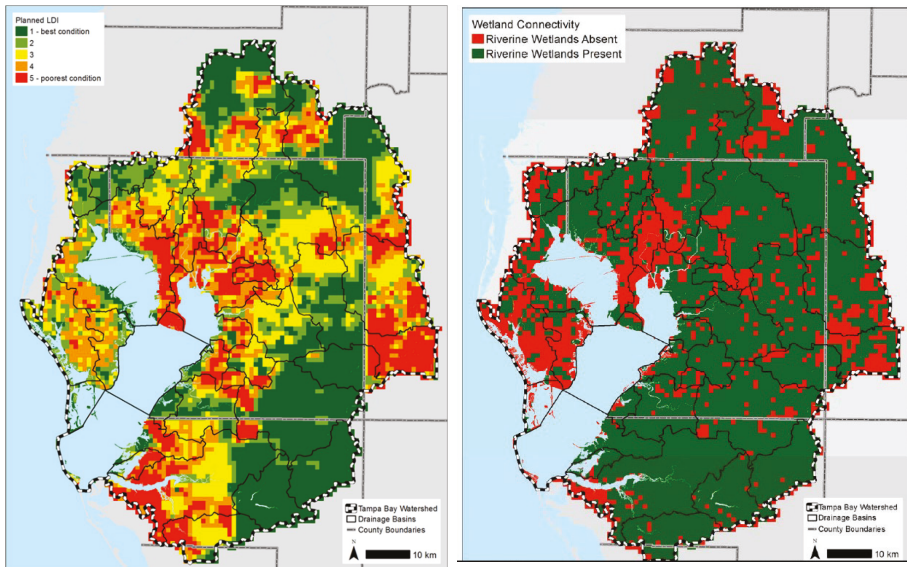 Planned LDI
1 - best condition
2
3
4
5 - poorest condition
Tampa Bay Watershed
Drainage Basins
County Boundaries
N
10 km
Wetland Connectivity
Riverine Wetlands Absent
Riverine Wetlands Present
Tampa Bay Watershed
Drainage Basins
County Boundaries
N
10 km